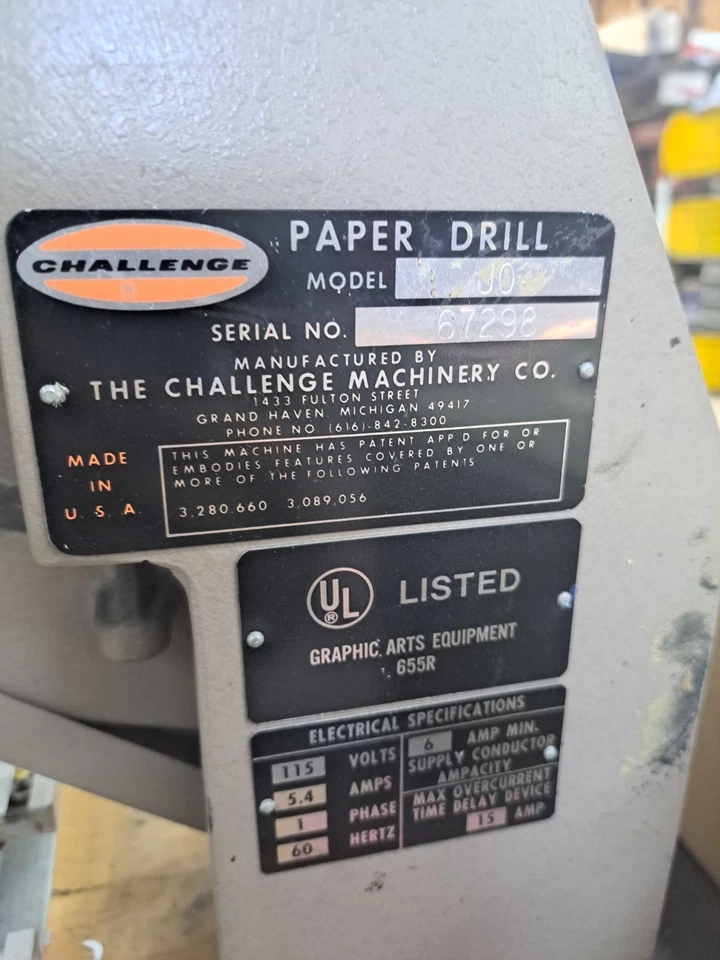 CHALLENGE
PAPER DRILL
MODEL JO
SERIAL NO. 67298
MANUFACTURED BY
THE CHALLENGE MACHINERY CO.
1433 FULTON STREET
GRAND HAVEN, MICHIGAN 49417
PHONE NO. (616)-842-8300
MADE
IN
U. S. A.
THIS MACHINE HAS PATENT APP'D FOR OR
EMBODIES FEATURES COVERED BY ONE OR
MORE OF THE FOLLOWING PATENTS
3,280,660 3,089,056
UL ® LISTED
GRAPHIC ARTS EQUIPMENT
655R
ELECTRICAL SPECIFICATIONS
115 VOLTS
5.4 AMPS
1 PHASE
60 HERTZ
6 AMP MIN.
SUPPLY CONDUCTOR
AMPACITY
MAX OVERCURRENT
TIME DELAY DEVICE
15 AMP